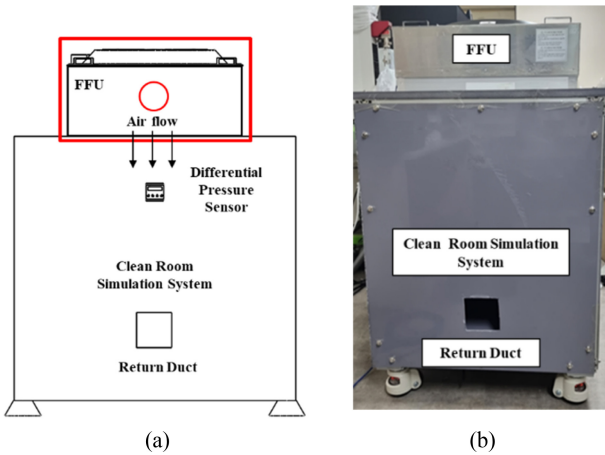 FFU
Air flow
Differential
Pressure
Sensor
Clean Room
Simulation System
Return Duct
(a)
FFU
Clean Room Simulation
System
Return Duct
(b)